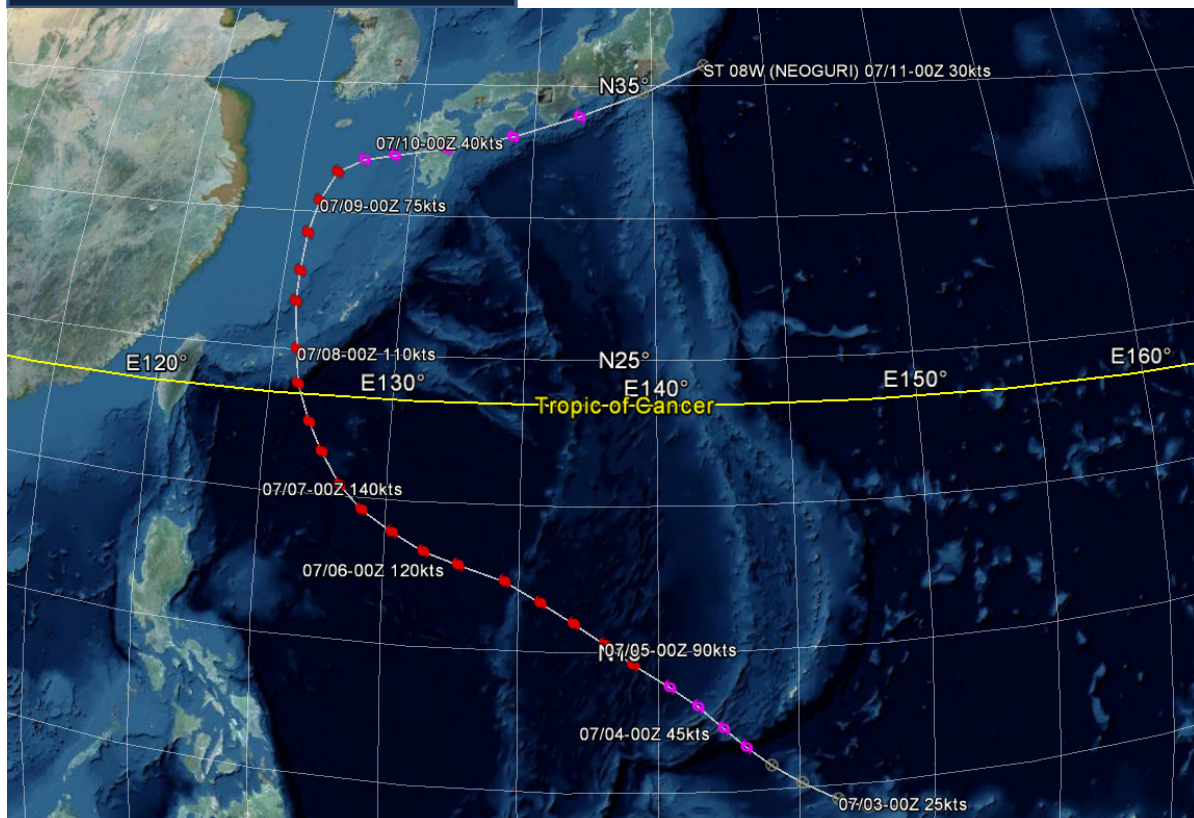 ST 08W (NEOGURI) 07/11-00Z 30kts
N35°
07/10-00Z 40kts
07/09-00Z 75kts
07/08-00Z 110kts
E120°
N25°
E160°
E130°
E140°
E150°
Tropic of Cancer
07/07-00Z 140kts
07/06-00Z 120kts
07/05-00Z 90kts
07/04-00Z 45kts
07/03-00Z 25kts